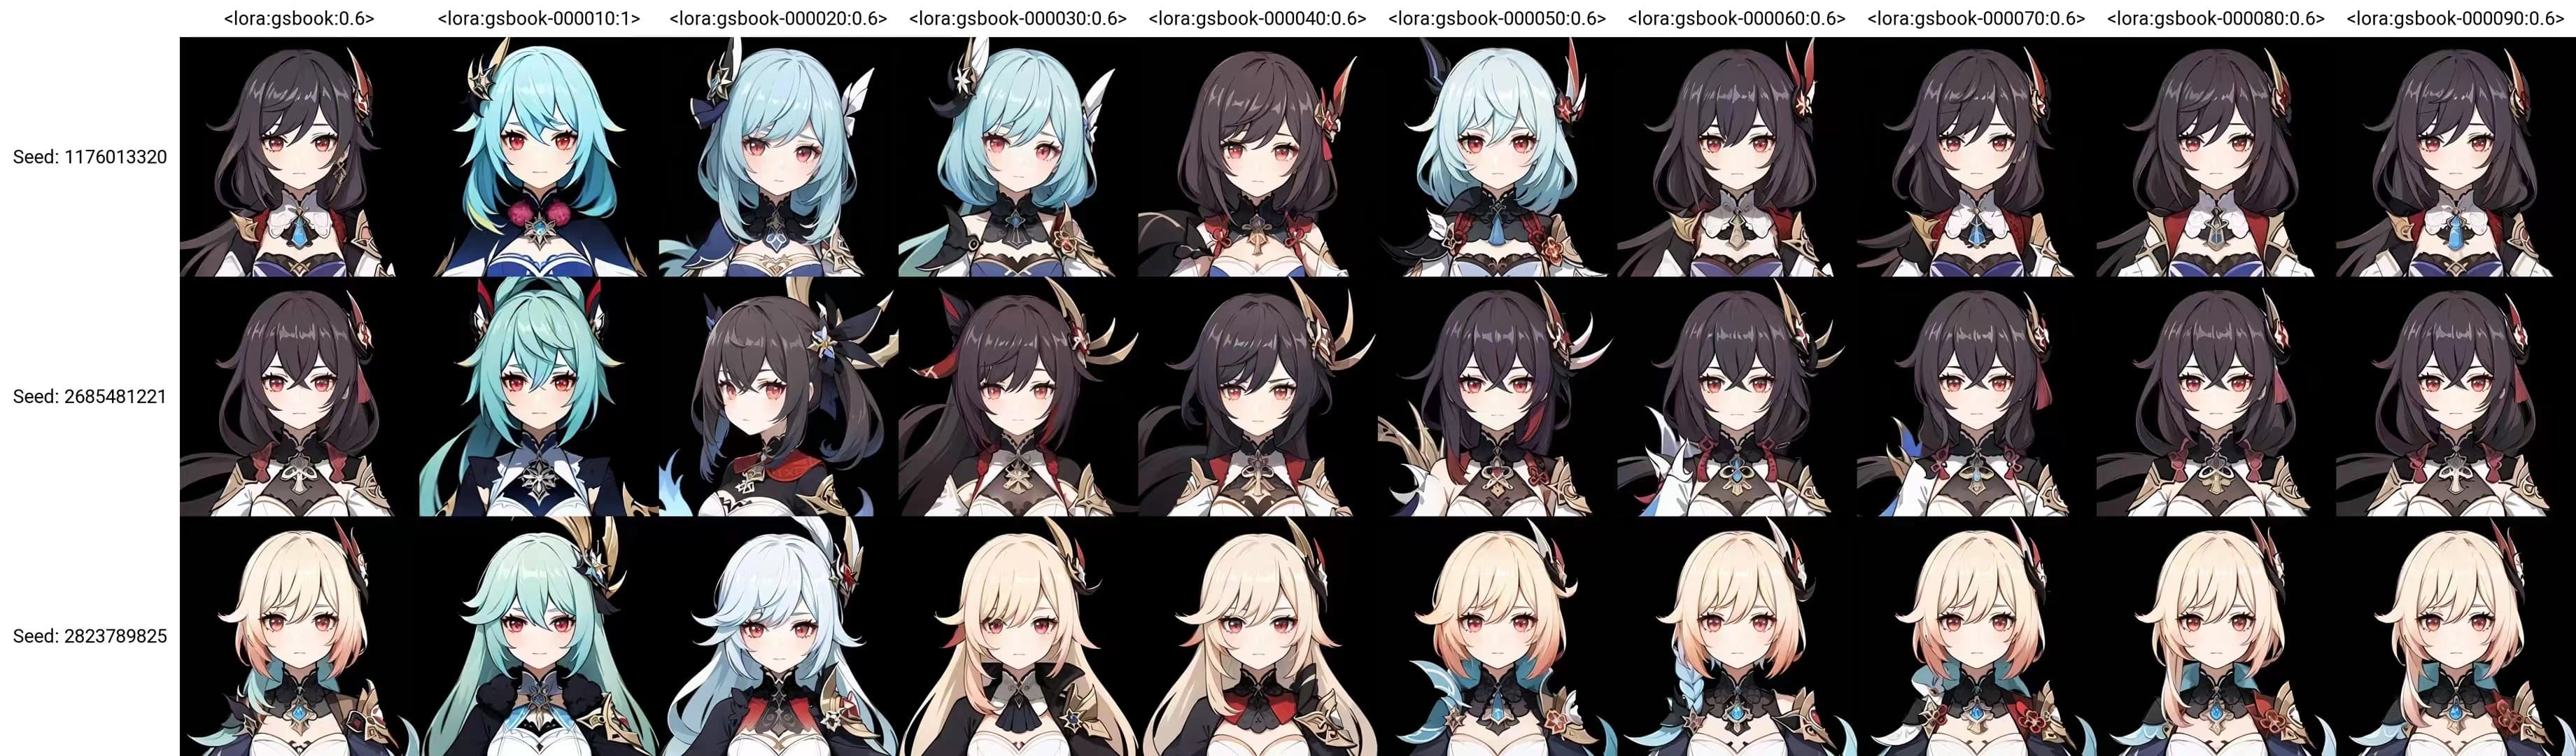 <lora:gsbook:0.6> <lora:gsbook-000010:1> <lora:gsbook-000020:0.6> <lora:gsbook-000030:0.6> <lora:gsbook-000040:0.6> <lora:gsbook-000050:0.6> <lora:gsbook-000060:0.6> <lora:gsbook-000070:0.6> <lora:gsbook-000080:0.6> <lora:gsbook-000090:0.6>
Seed: 1176013320
Seed: 2685481221
Seed: 2823789825